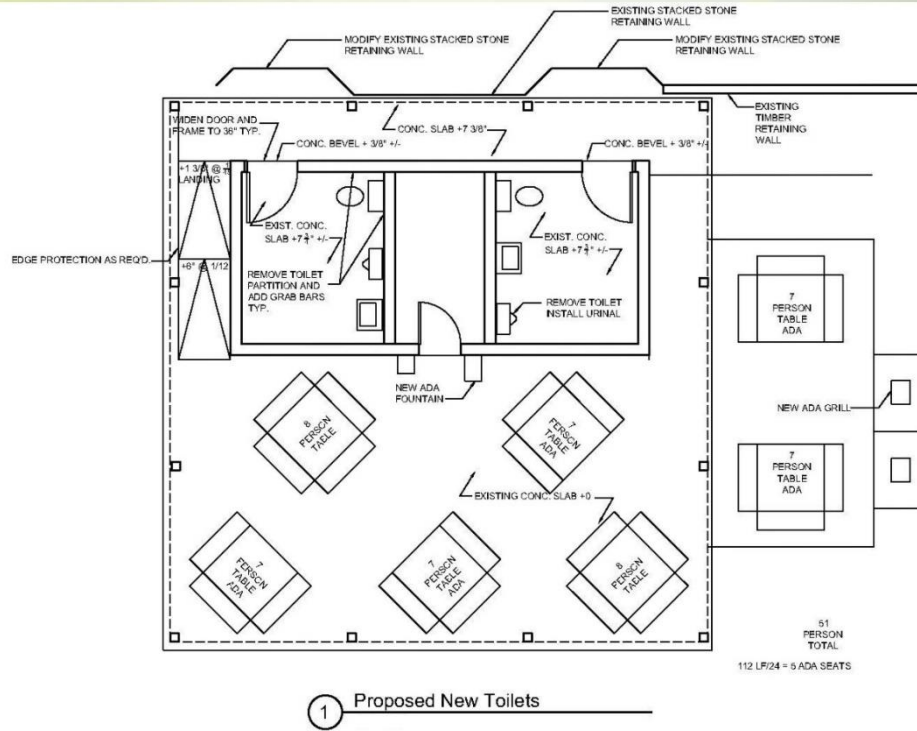 EXISTING STACKED STONE
RETAINING WALL
MODIFY EXISTING STACKED STONE
RETAINING WALL
MODIFY EXISTING STACKED STONE
RETAINING WALL
EXISTING
TIMBER
RETAINING
WALL
WIDEN DOOR AND
FRAME TO 36" TYP.
CONC. SLAB +7 3/8"
CONC. BEVEL + 3/8" +/-
CONC. BEVEL + 3/8" +/-
+1 3/8" @
LANDING
EXIST. CONC.
SLAB +7 3/4" +/-
EXIST. CONC.
SLAB +7 3/4" +/-
EDGE PROTECTION AS REQ'D.
+6" @ 1/12
REMOVE TOILET
PARTITION AND
ADD GRAB BARS
TYP.
REMOVE TOILET
INSTALL URINAL
7
PERSON
TABLE
ADA
NEW ADA
FOUNTAIN
NEW ADA GRILL
8
PERSON
TABLE
7
PERSON
TABLE
ADA
7
PERSON
TABLE
ADA
EXISTING CONC. SLAB +0
7
PERSON
TABLE
ADA
7
PERSON
TABLE
ADA
8
PERSON
TABLE
51
PERSON
TOTAL
112 LF/24 = 5 ADA SEATS
1 Proposed New Toilets